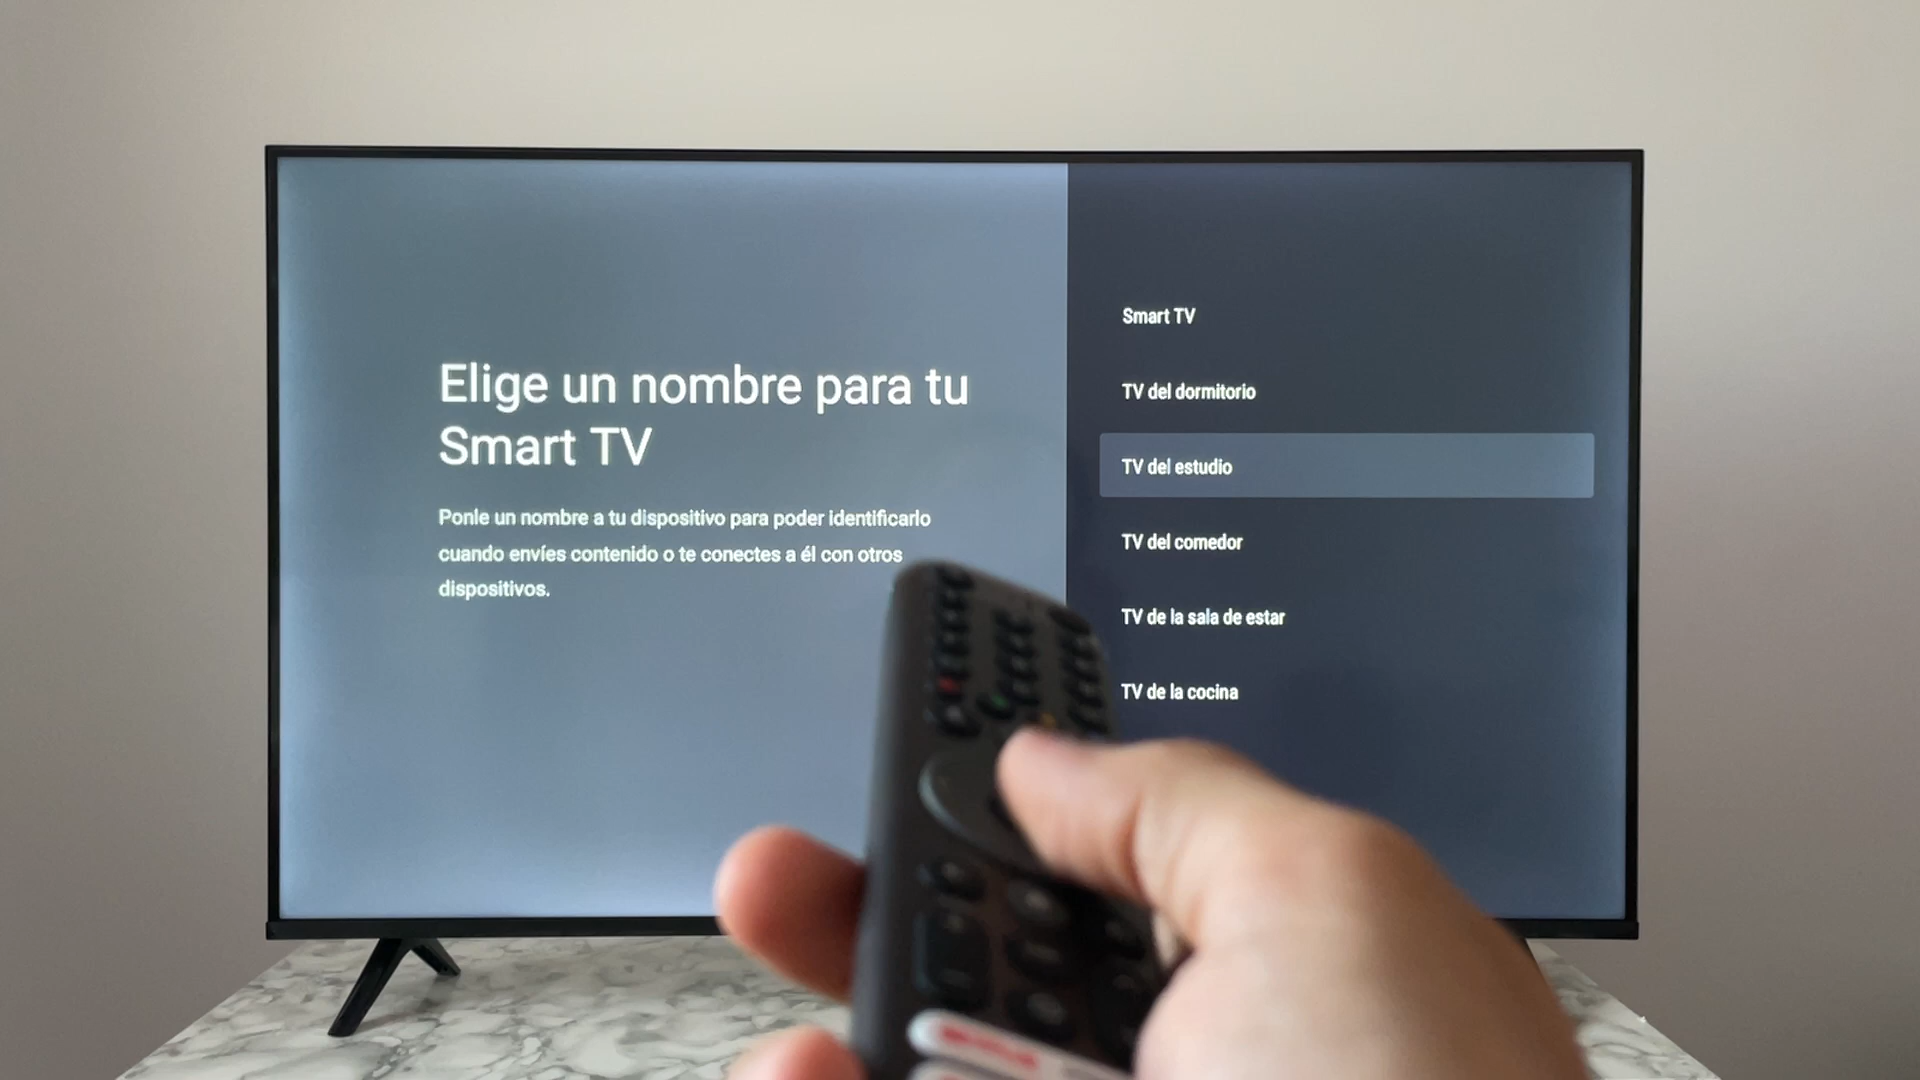 Elige un nombre para tu
Smart TV
Ponle un nombre a tu dispositivo para poder identificarlo
cuando envíes contenido o te conectes a él con otros
dispositivos.
Smart TV
TV del dormitorio
TV del estudio
TV del comedor
TV de la sala de estar
TV de la cocina